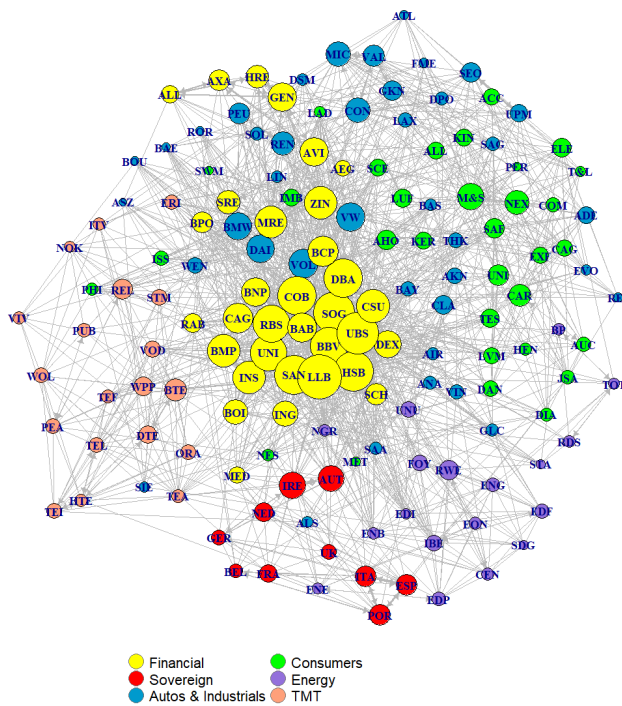 ATL
MIC
VAL
FME
SEO
HRE
AXA
DSM
ALL
GEN
GKN
DPO
ACC
UPM
LAD
CON
PEU
LAX
ROR
SOL
REN
KIN
SAG
ELE
BAE
AVI
ALL
BOU
SWM
AEG
SCE
PER
T&L
LIN
ASZ
ERI
SRE
IMB
ZIN
LUF
BAS
M&S
NEX
COM
ADE
BPO
BMW
MRE
VW
ITV
SAF
NOK
ISS
WEN
DAI
BCP
AHO
KER
THK
EXF
CAG
VOL
EVO
PHI
REL
STM
BNP
COB
DBA
BAY
AKN
UNI
CAR
CLA
VIV
PUB
RAB
CAG
RBS
BAB
SOG
UBS
CSU
TES
BP
VOD
BMP
UNI
BBV
DEX
AIR
LVM
HEN
AUC
WOL
TEF
WPP
BTE
INS
SAN
LLB
HSB
SCH
ANA
VIN
DAN
JSA
PEA
TEL
DTE
BOI
ING
UNU
GLC
DIA
RDS
ORA
NGR
SAA
NES
MET
FOY
RWE
STA
TEI
HTE
SIE
TEA
MED
IRE
AUT
ENG
NED
ALS
EDI
ENB
IBE
EON
EDF
GER
UK
SDG
BEL
FRA
ENE
ITA
ESP
CEN
POR
EDP
Financial
Consumers
Sovereign
Energy
Autos & Industrials
TMT